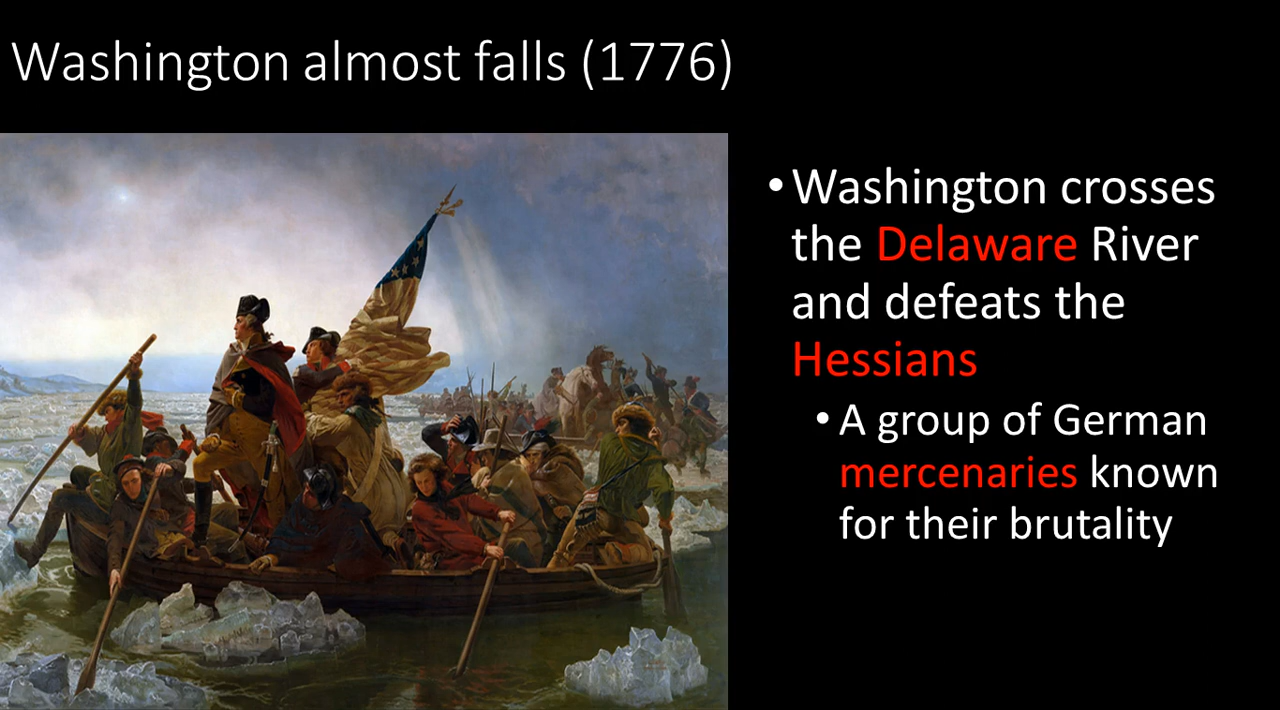 Washington almost falls (1776)
• Washington crosses
the Delaware River
and defeats the
Hessians
• A group of German
mercenaries known
for their brutality